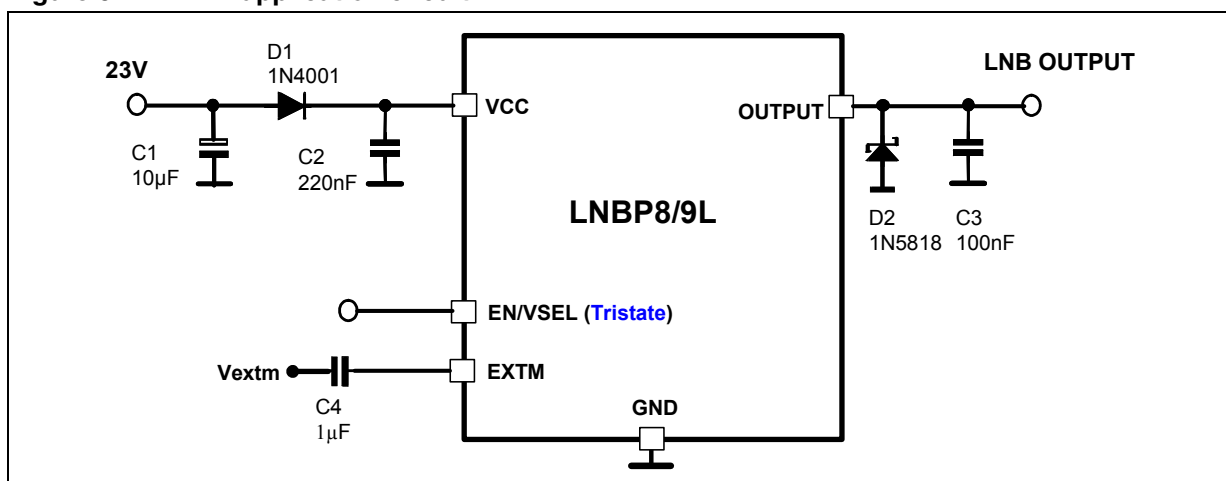 23V
D1
1N4001
C1
10µF
C2
220nF
VCC
LNBP8/9L
OUTPUT
LNB OUTPUT
D2
1N5818
C3
100nF
EN/VSEL (Tristate)
Vextm
C4
1µF
EXTM
GND